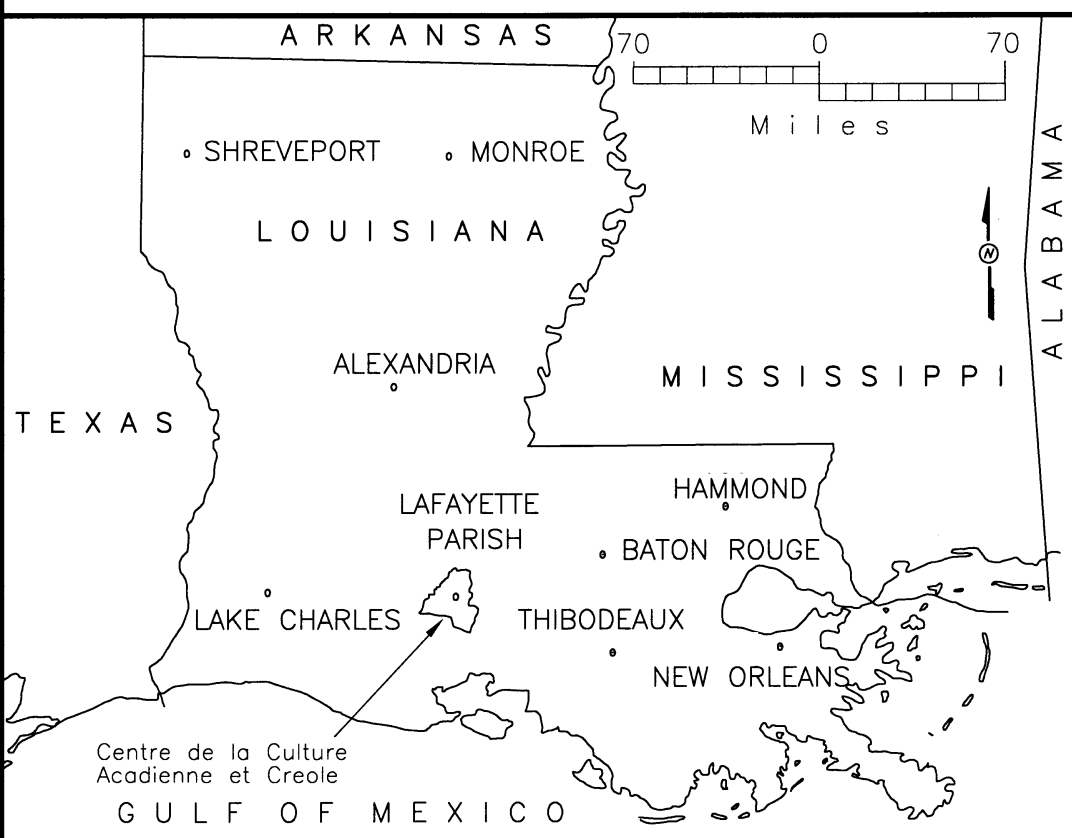 ARKANSAS
70 0 70
Miles
SHREVEPORT
MONROE
LOUISIANA
N
ALABAMA
ALEXANDRIA
MISSISSIPPI
TEXAS
LAFAYETTE
PARISH
HAMMOND
BATON ROUGE
LAKE CHARLES
THIBODEAUX
NEW ORLEANS
Centre de la Culture
Acadienne et Creole
GULF OF MEXICO